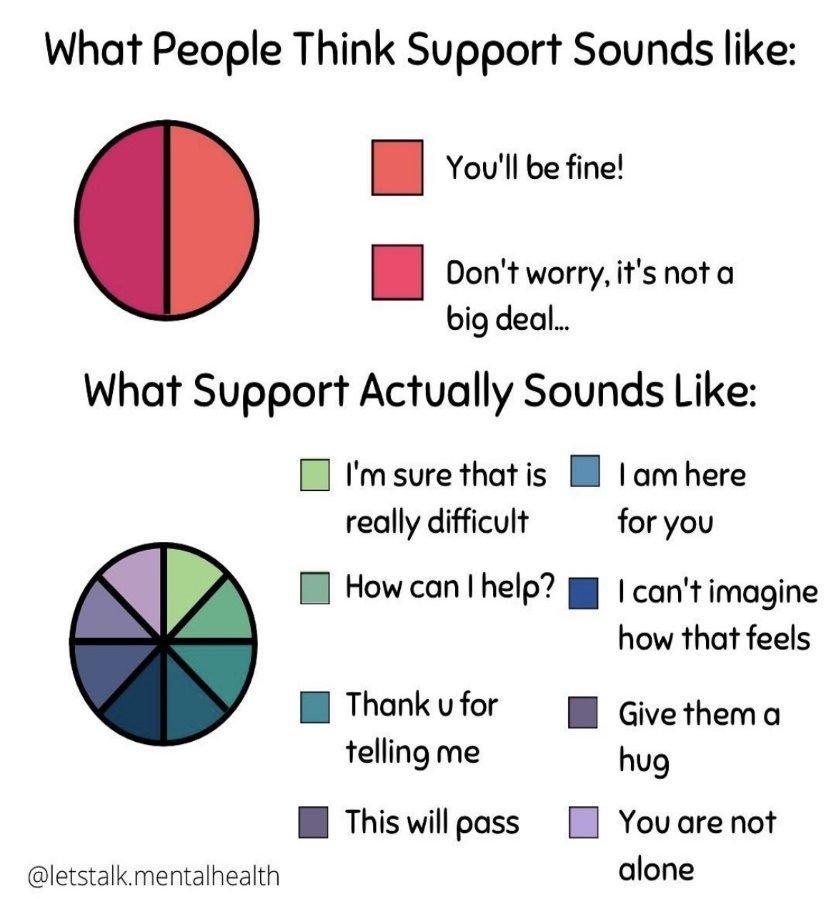 What People Think Support Sounds like:
You'll be fine!
Don't worry, it's not a
big deal...
What Support Actually Sounds Like:
I'm sure that is
really difficult
I am here
for you
How can I help?
I can't imagine
how that feels
Thank u for
telling me
Give them a
hug
This will pass
You are not
alone
@letstalk.mentalhealth